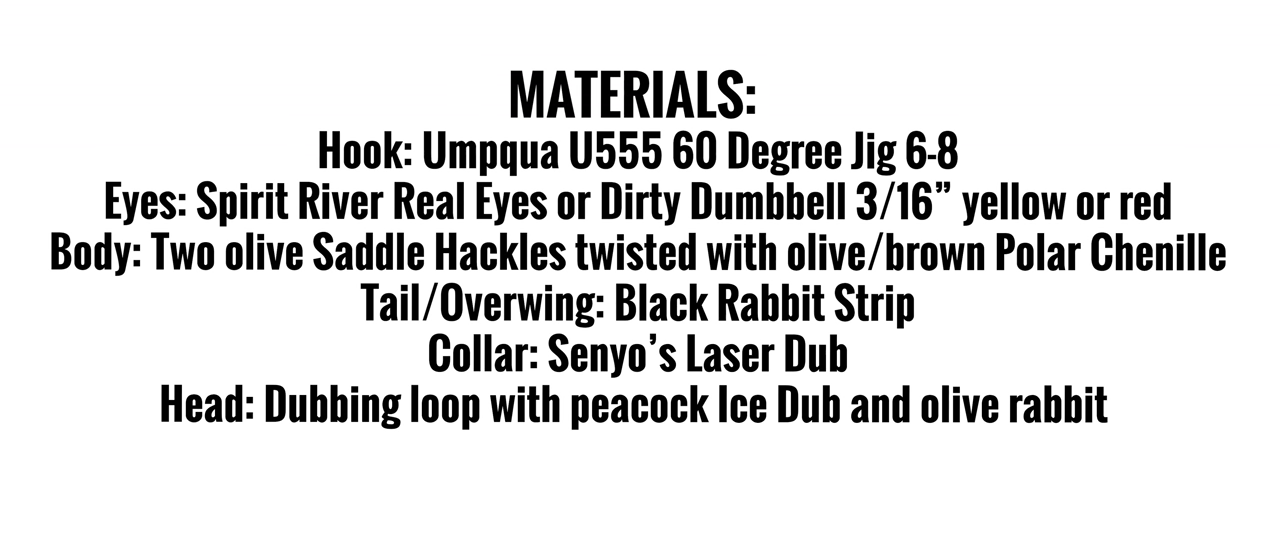 MATERIALS:
Hook: Umpqua U555 60 Degree Jig 6-8
Eyes: Spirit River Real Eyes or Dirty Dumbbell 3/16” yellow or red
Body: Two olive Saddle Hackles twisted with olive/brown Polar Chenille
Tail/Overwing: Black Rabbit Strip
Collar: Senyo’s Laser Dub
Head: Dubbing loop with peacock Ice Dub and olive rabbit